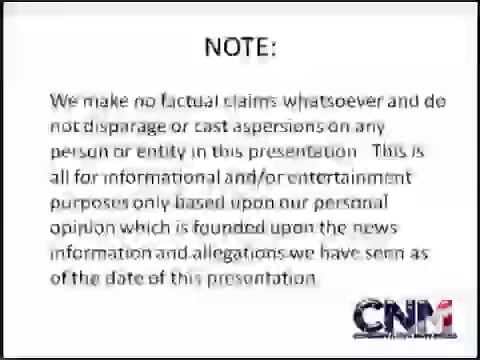 NOTE:
We make no factual claims whatsoever and do
not disparage or cast aspersions on any
person or entity in this presentation. This is
all for informational and/or entertainment
purposes only based upon our personal
opinion which is founded upon the news
information and allegations we have seen as
of the date of this presentation.
CNM